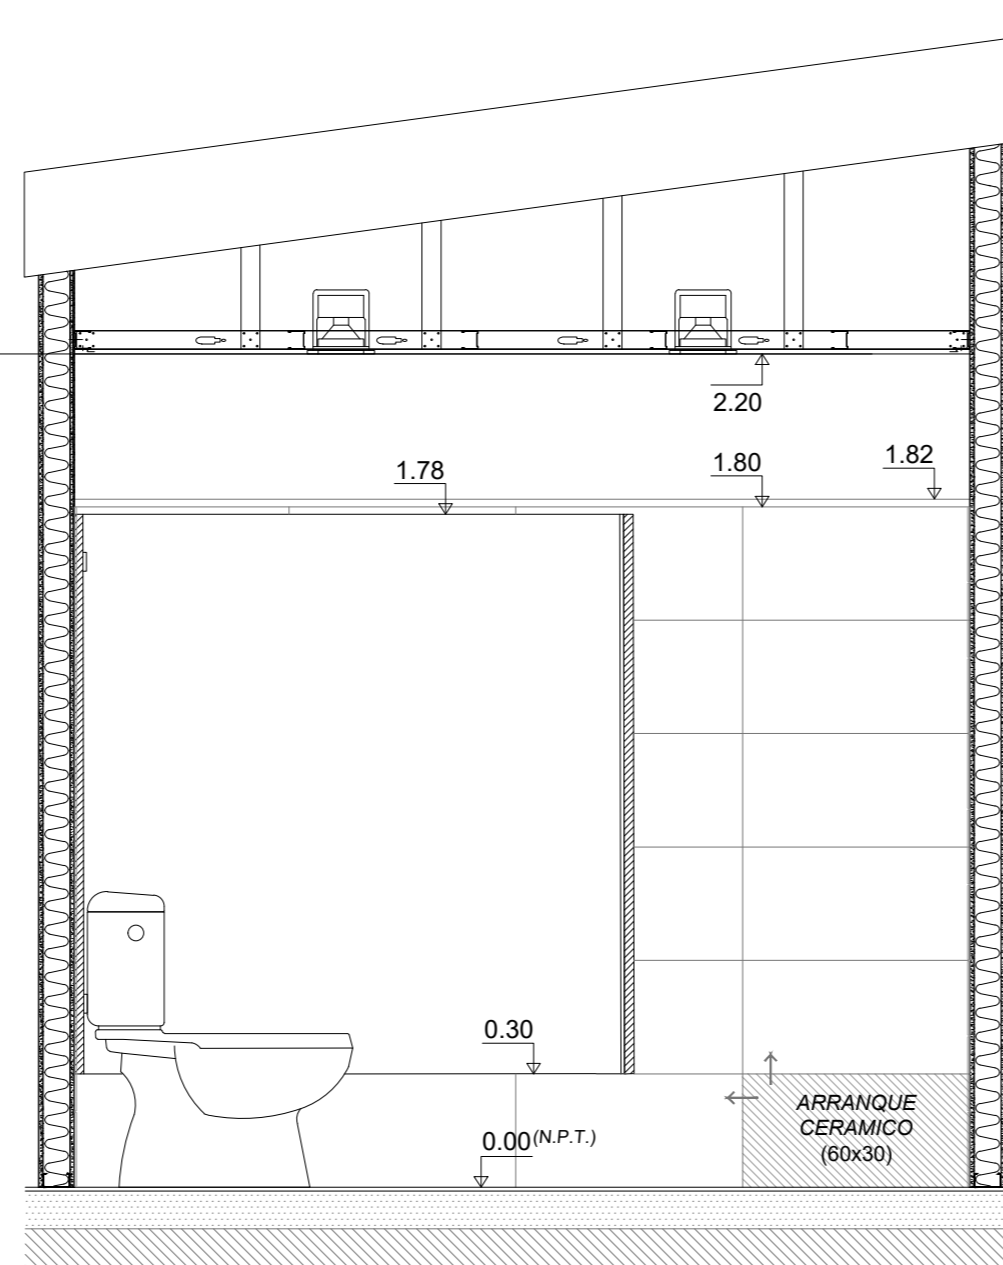 2.20
1.82
1.80
1.78
0.30
ARRANQUE
CERAMICO
(60x30)
0.00 (N.P.T.)